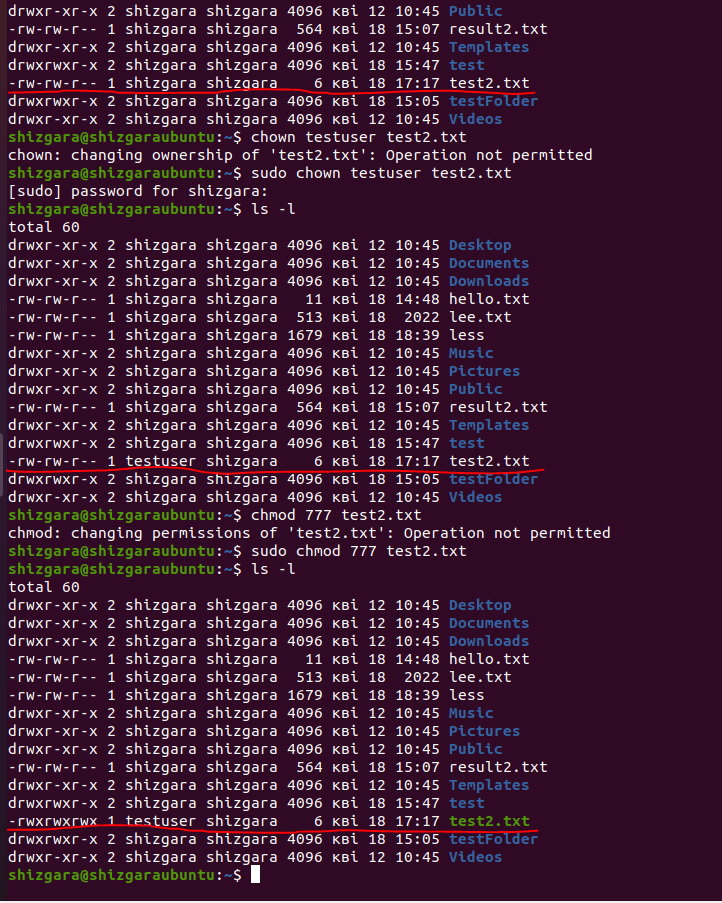 drwxr-xr-x 2 shizgara shizgara 4096 кві 12 10:45 Public
-rw-rw-r-- 1 shizgara shizgara  564 кві 18 15:07 result2.txt
drwxr-xr-x 2 shizgara shizgara 4096 кві 12 10:45 Templates
drwxrwxr-x 2 shizgara shizgara 4096 кві 18 15:47 test
-rw-rw-r-- 1 shizgara shizgara    6 кві 18 17:17 test2.txt
drwxrwxr-x 2 shizgara shizgara 4096 кві 18 15:05 testFolder
drwxr-xr-x 2 shizgara shizgara 4096 кві 12 10:45 Videos
shizgara@shizgaraubuntu:~$ chown testuser test2.txt
chown: changing ownership of 'test2.txt': Operation not permitted
shizgara@shizgaraubuntu:~$ sudo chown testuser test2.txt
[sudo] password for shizgara:
shizgara@shizgaraubuntu:~$ ls -l
total 60
drwxr-xr-x 2 shizgara shizgara 4096 кві 12 10:45 Desktop
drwxr-xr-x 2 shizgara shizgara 4096 кві 12 10:45 Documents
drwxr-xr-x 2 shizgara shizgara 4096 кві 12 10:45 Downloads
-rw-rw-r-- 1 shizgara shizgara   11 кві 18 14:48 hello.txt
-rw-rw-r-- 1 shizgara shizgara  513 кві 18  2022 lee.txt
-rw-rw-r-- 1 shizgara shizgara 1679 кві 18 18:39 less
drwxr-xr-x 2 shizgara shizgara 4096 кві 12 10:45 Music
drwxr-xr-x 2 shizgara shizgara 4096 кві 12 10:45 Pictures
drwxr-xr-x 2 shizgara shizgara 4096 кві 12 10:45 Public
-rw-rw-r-- 1 shizgara shizgara  564 кві 18 15:07 result2.txt
drwxr-xr-x 2 shizgara shizgara 4096 кві 12 10:45 Templates
drwxrwxr-x 2 shizgara shizgara 4096 кві 18 15:47 test
-rw-rw-r-- 1 testuser shizgara    6 кві 18 17:17 test2.txt
drwxrwxr-x 2 shizgara shizgara 4096 кві 18 15:05 testFolder
drwxr-xr-x 2 shizgara shizgara 4096 кві 12 10:45 Videos
shizgara@shizgaraubuntu:~$ chmod 777 test2.txt
chmod: changing permissions of 'test2.txt': Operation not permitted
shizgara@shizgaraubuntu:~$ sudo chmod 777 test2.txt
shizgara@shizgaraubuntu:~$ ls -l
total 60
drwxr-xr-x 2 shizgara shizgara 4096 кві 12 10:45 Desktop
drwxr-xr-x 2 shizgara shizgara 4096 кві 12 10:45 Documents
drwxr-xr-x 2 shizgara shizgara 4096 кві 12 10:45 Downloads
-rw-rw-r-- 1 shizgara shizgara   11 кві 18 14:48 hello.txt
-rw-rw-r-- 1 shizgara shizgara  513 кві 18  2022 lee.txt
-rw-rw-r-- 1 shizgara shizgara 1679 кві 18 18:39 less
drwxr-xr-x 2 shizgara shizgara 4096 кві 12 10:45 Music
drwxr-xr-x 2 shizgara shizgara 4096 кві 12 10:45 Pictures
drwxr-xr-x 2 shizgara shizgara 4096 кві 12 10:45 Public
-rw-rw-r-- 1 shizgara shizgara  564 кві 18 15:07 result2.txt
drwxr-xr-x 2 shizgara shizgara 4096 кві 12 10:45 Templates
drwxrwxr-x 2 shizgara shizgara 4096 кві 18 15:47 test
-rwxrwxrwx 1 testuser shizgara    6 кві 18 17:17 test2.txt
drwxrwxr-x 2 shizgara shizgara 4096 кві 18 15:05 testFolder
drwxr-xr-x 2 shizgara shizgara 4096 кві 12 10:45 Videos
shizgara@shizgaraubuntu:~$